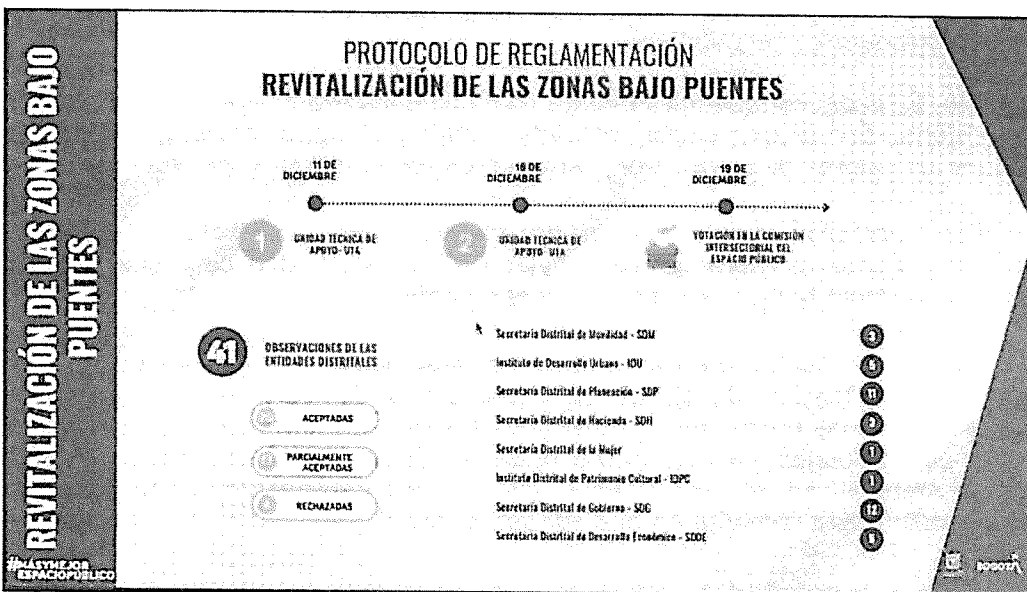 REVITALIZACIÓN DE LAS ZONAS BAJO
PUENTES
#MÁSYMEJOR
ESPACIOPÚBLICO
PROTOCOLO DE REGLAMENTACIÓN
REVITALIZACIÓN DE LAS ZONAS BAJO PUENTES
11 DE
DICIEMBRE
DE
DICIEMBRE
19 DE
DICIEMBRE
1
UNIDAD TÉCNICA DE
APOYO- UTA
2
UNIDAD TÉCNICA DE
APOYO- UTA
VOTACIÓN EN LA COMISIÓN
INTERSECTORIAL DEL
ESPACIO PÚBLICO
41
OBSERVACIONES DE LAS
ENTIDADES DISTRITALES
ACEPTADAS
PARCIALMENTE
ACEPTADAS
RECHAZADAS
Secretaría Distrital de Movilidad - SDM
Instituto de Desarrollo Urbano - IDU
Secretaría Distrital de Planeación - SDP
11
Secretaría Distrital de Hacienda - SDH
Secretaría Distrital de la Mujer
1
Instituto Distrital de Patrimonio Cultural - IDPC
1
Secretaría Distrital de Gobierno - SDG
12
Secretaría Distrital de Desarrollo Económico - SDDE
BOGOTÁ